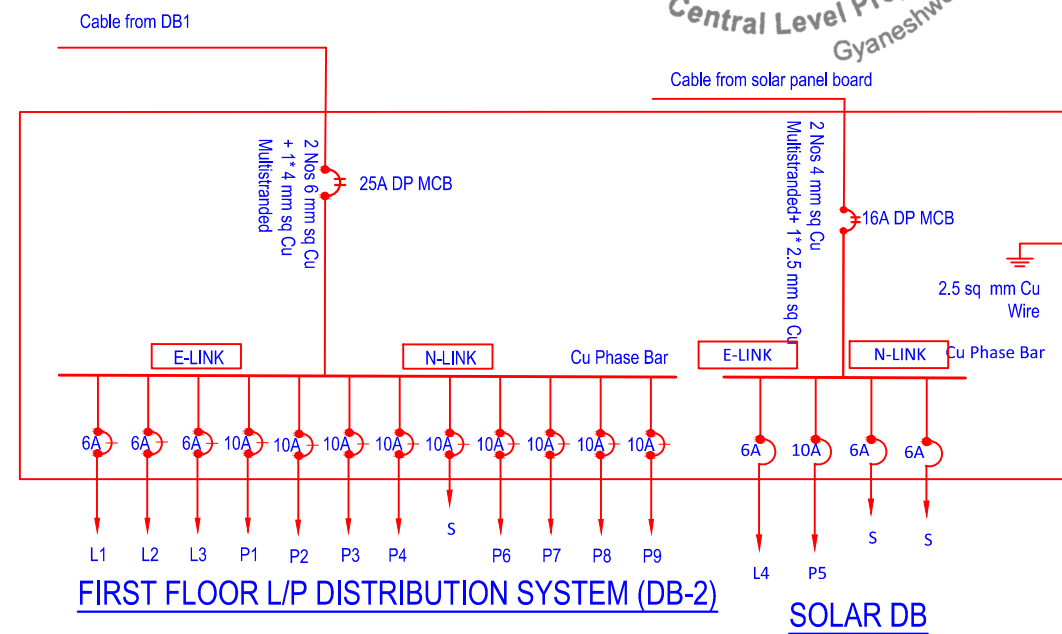 Central Level
Gyaneshw
Cable from DB1
Cable from solar panel board
2 Nos 6 mm sq Cu
+ 1* 4 mm sq Cu
Multistranded
25A DP MCB
2 Nos 4 mm sq Cu
Multistranded+ 1* 2.5 mm sq Cu
16A DP MCB
2.5 sq mm Cu
Wire
E-LINK
N-LINK
Cu Phase Bar
E-LINK
N-LINK
Cu Phase Bar
6A
6A
6A
10A
10A
10A
10A
10A
10A
10A
10A
10A
6A
10A
6A
6A
L1
L2
L3
P1
P2
P3
P4
S
P6
P7
P8
P9
L4
P5
S
S
FIRST FLOOR L/P DISTRIBUTION SYSTEM (DB-2)
SOLAR DB